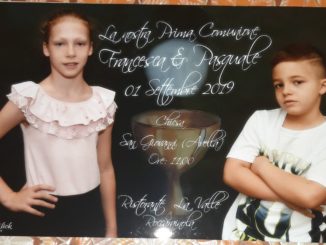 La nostra Prima Comunione
Francesca & Pasquale
01 Settembre 2019
Chiesa
San Giovanni (Avella)
Ore: 11:00
Ristorante La Valle
Roccarainola